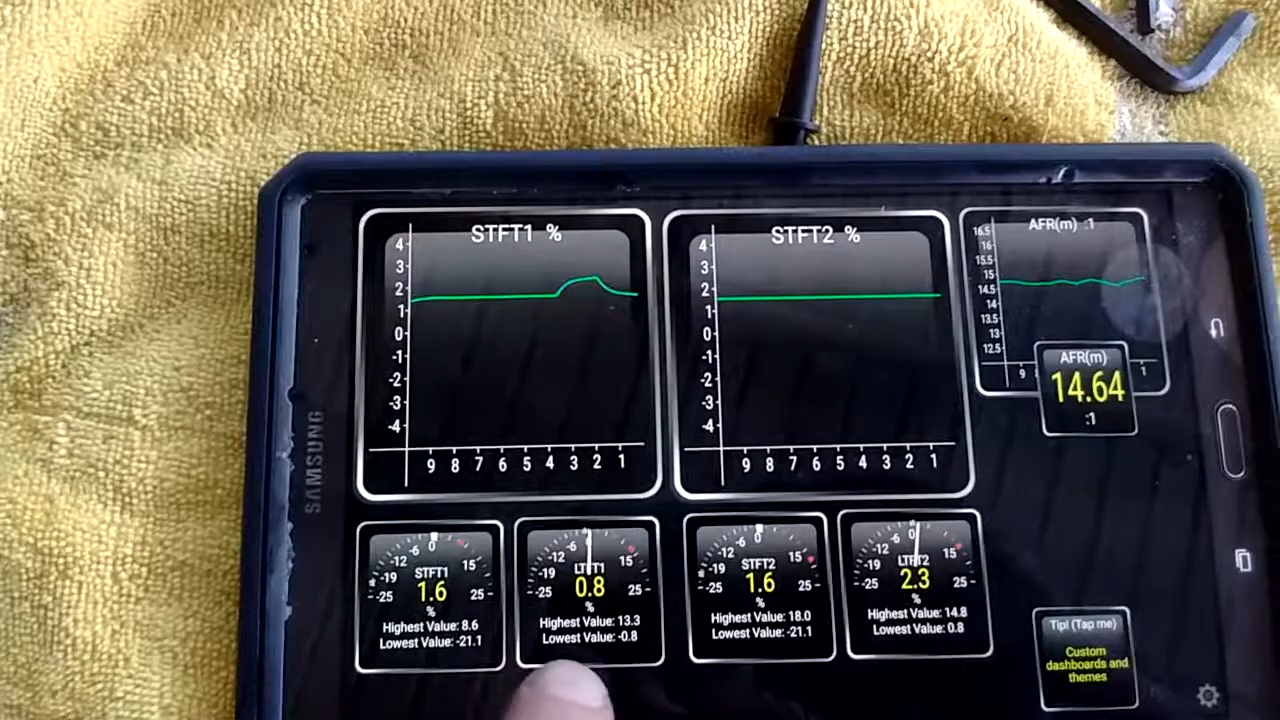 STFT1 %
4
3
2
1
0
-1
-2
-3
-4
9 8 7 6 5 4 3 2 1
STFT2 %
4
3
2
1
0
-1
-2
-3
-4
9 8 7 6 5 4 3 2 1
AFR(m) :1
16.5
16
15.5
15
14.5
14
13.5
13
12.5
9 1
AFR(m)
14.64
:1
SAMSUNG
-25 -19 -12 -6 0 25
STFT1
1.6
%
Highest Value: 8.6
Lowest Value: -21.1
-25 -19 -12 -6 15 25
LTFT1
0.8
%
Highest Value: 13.3
Lowest Value: -0.8
-25 -19 -12 -6 0 15 25
STFT2
1.6
%
Highest Value: 18.0
Lowest Value: -21.1
-25 -19 -12 -6 0 15 25
LTFT2
2.3
%
Highest Value: 14.8
Lowest Value: 0.8
Tip! (Tap me)
Custom
dashboards and
themes